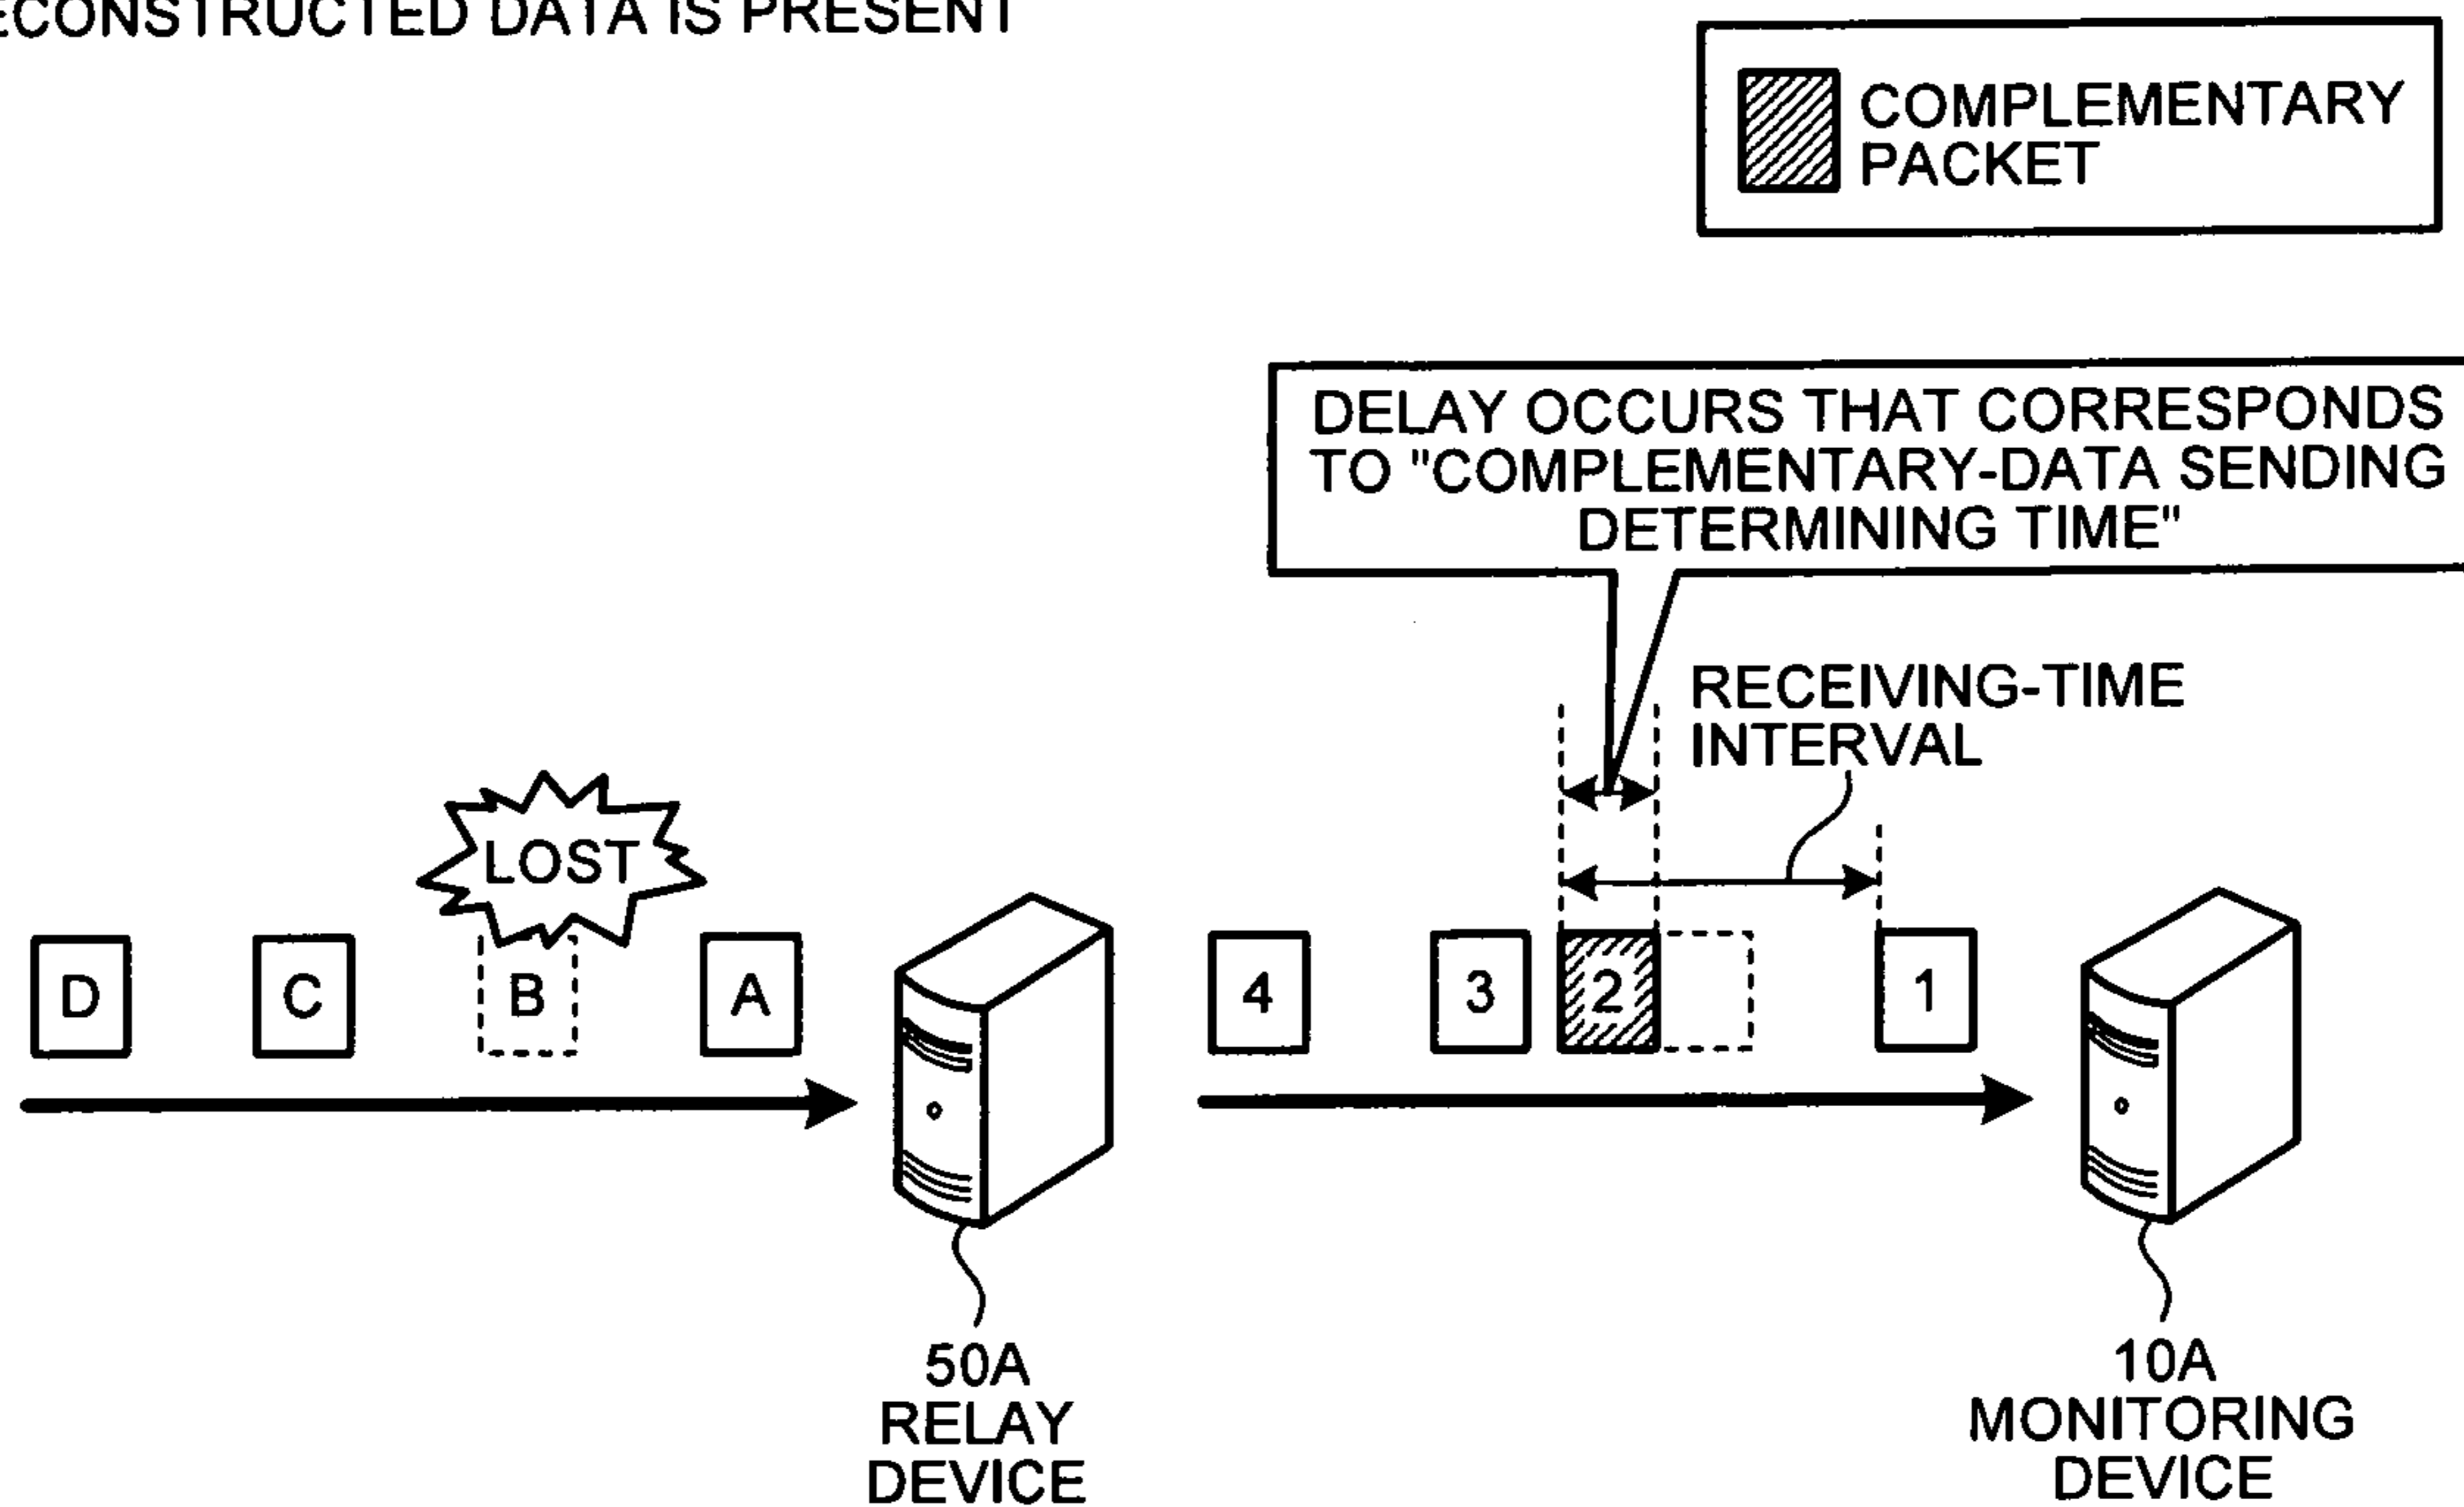 ECONSTRUCTED DATA IS PRESENT
COMPLEMENTARY
PACKET
DELAY OCCURS THAT CORRESPONDS
TO "COMPLEMENTARY-DATA SENDING
DETERMINING TIME"
RECEIVING-TIME
INTERVAL
LOST
D C B A 4 3 2 1
50A
RELAY
DEVICE
10A
MONITORING
DEVICE